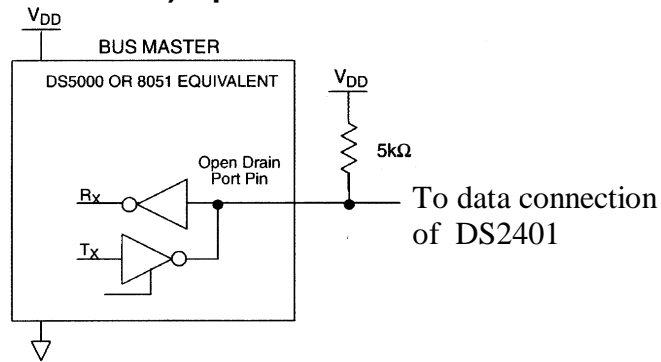 VDD
BUS MASTER
DS5000 OR 8051 EQUIVALENT
VDD
5kΩ
Open Drain
Port Pin
RX
TX
To data connection
of DS2401